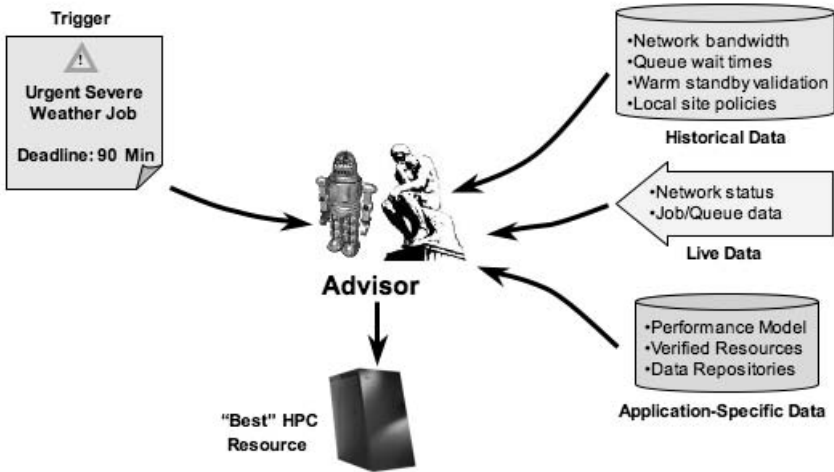 Trigger
!
Urgent Severe
Weather Job
Deadline: 90 Min
•Network bandwidth
•Queue wait times
•Warm standby validation
•Local site policies
Historical Data
•Network status
•Job/Queue data
Live Data
Advisor
•Performance Model
•Verified Resources
•Data Repositories
Application-Specific Data
“Best” HPC
Resource